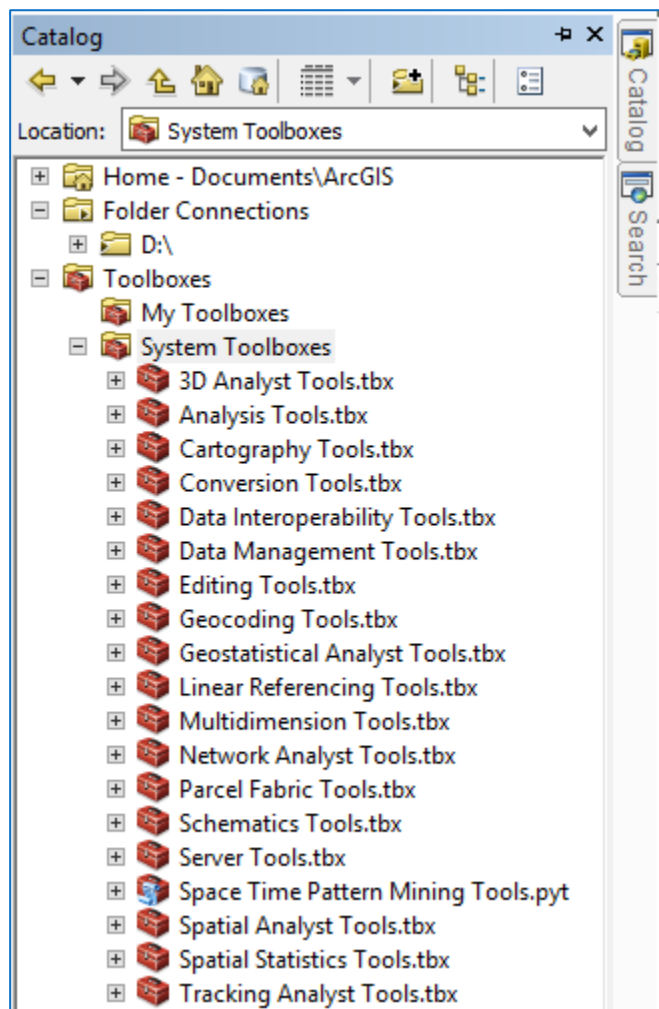 Catalog
Location: System Toolboxes
Home - Documents\ArcGIS
Folder Connections
D:\
Toolboxes
My Toolboxes
System Toolboxes
3D Analyst Tools.tbx
Analysis Tools.tbx
Cartography Tools.tbx
Conversion Tools.tbx
Data Interoperability Tools.tbx
Data Management Tools.tbx
Editing Tools.tbx
Geocoding Tools.tbx
Geostatistical Analyst Tools.tbx
Linear Referencing Tools.tbx
Multidimension Tools.tbx
Network Analyst Tools.tbx
Parcel Fabric Tools.tbx
Schematics Tools.tbx
Server Tools.tbx
Space Time Pattern Mining Tools.pyt
Spatial Analyst Tools.tbx
Spatial Statistics Tools.tbx
Tracking Analyst Tools.tbx
Catalog
Search